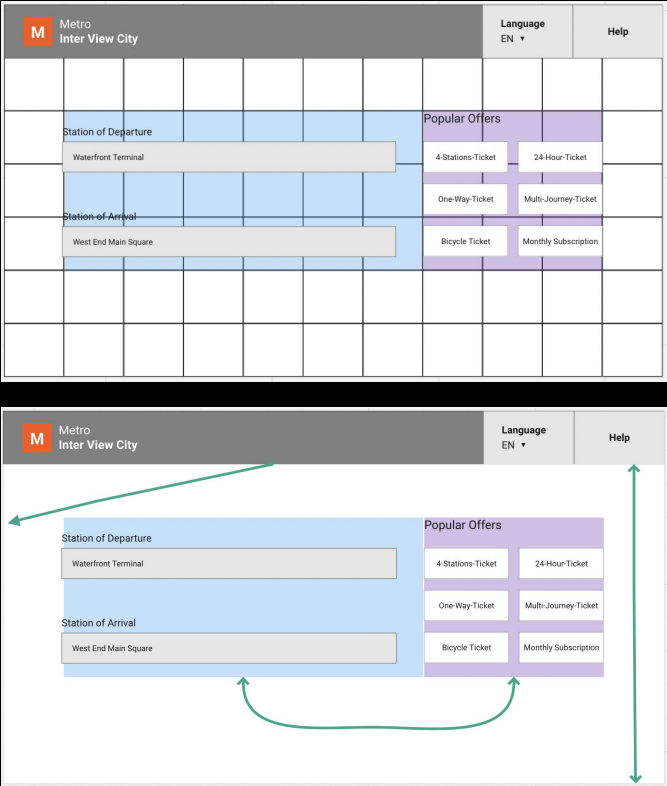 M
Metro
Inter View City
Language
EN ▼
Help
Popular Offers
Station of Departure
Waterfront Terminal
4-Stations-Ticket
24-Hour-Ticket
One-Way-Ticket
Multi-Journey-Ticket
Station of Arrival
West End Main Square
Bicycle Ticket
Monthly Subscription
M
Metro
Inter View City
Language
EN ▼
Help
Popular Offers
Station of Departure
Waterfront Terminal
4-Stations-Ticket
24-Hour-Ticket
One-Way-Ticket
Multi-Journey-Ticket
Station of Arrival
West End Main Square
Bicycle Ticket
Monthly Subscription